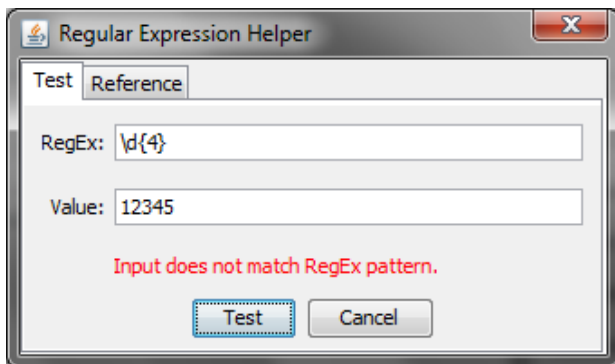 Regular Expression Helper
Test Reference
RegEx: \d{4}
Value: 12345
Input does not match RegEx pattern.
Test Cancel